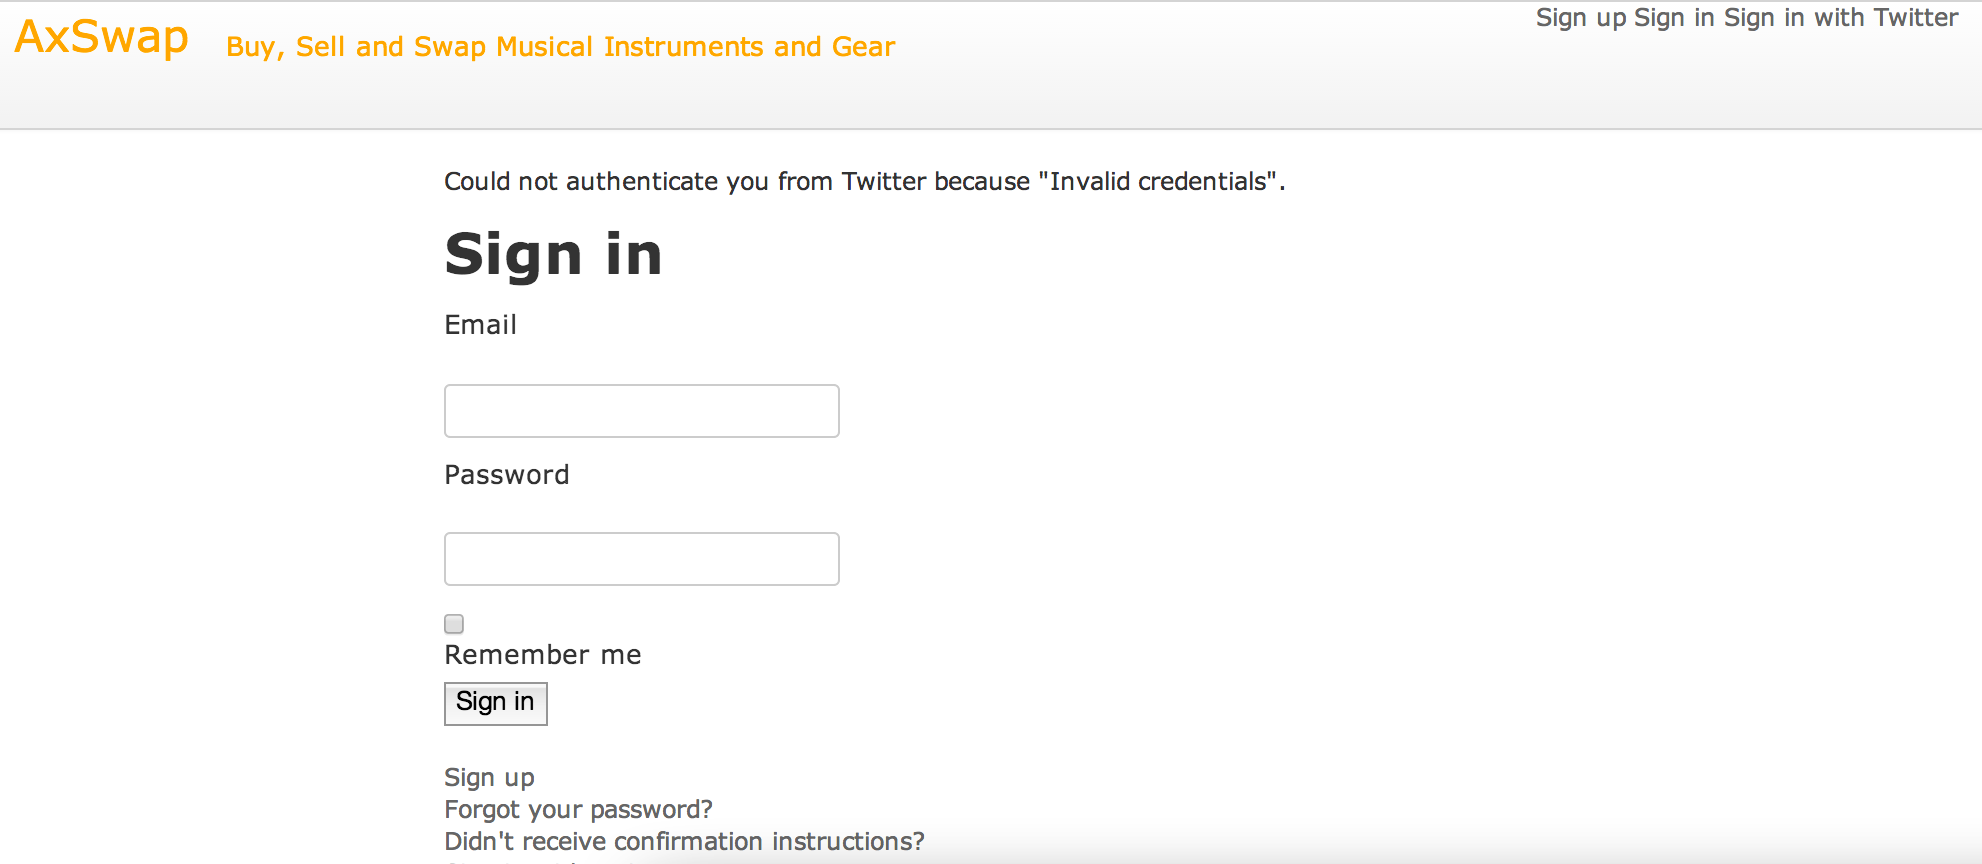 AxSwap Buy, Sell and Swap Musical Instruments and Gear
Sign up Sign in Sign in with Twitter
Could not authenticate you from Twitter because "Invalid credentials".
Sign in
Email
Password
Remember me
Sign in
Sign up
Forgot your password?
Didn't receive confirmation instructions?